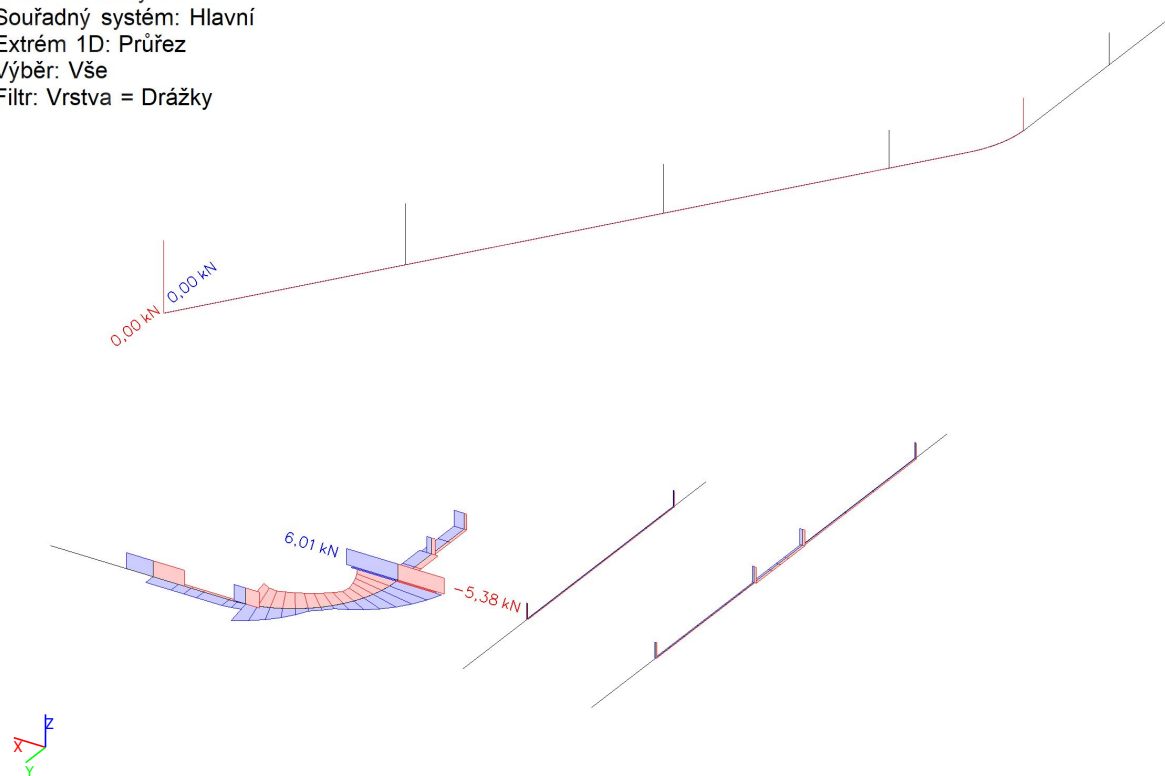 Souřadný systém: Hlavní
Extrém 1D: Průřez
Výběr: Vše
Filtr: Vrstva = Drážky
0,00 kN
0,00 kN
6,01 kN
-5,38 kN
Z
X
Y